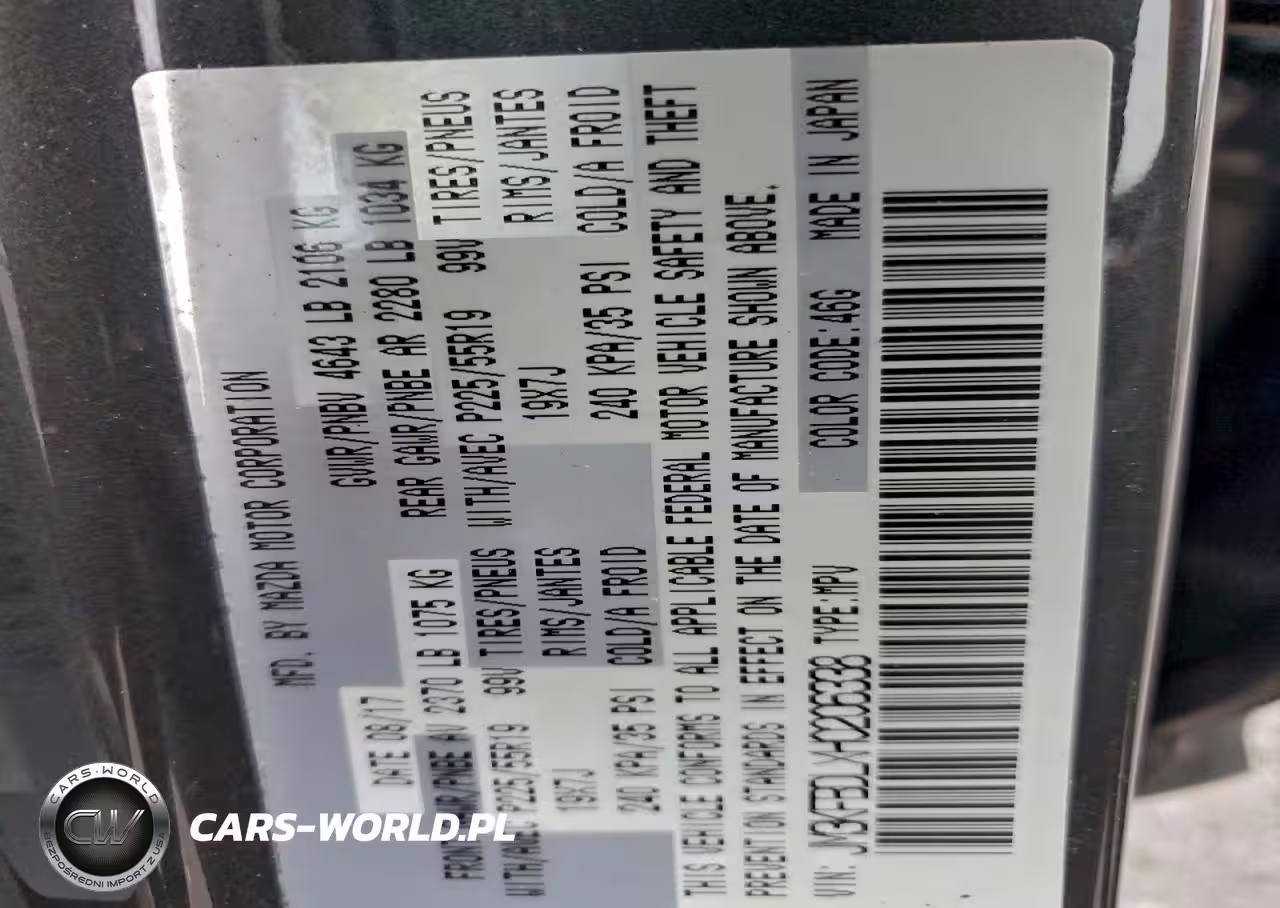 MFD. BY MAZDA MOTOR CORPORATION
DATE 09/17 GVWR/PNBV 4643 LB 2106 KG
FRONT GAWR/PNBE AV 2370 LB 1075 KG REAR GAWR/PNBE AR 2280 LB 1034 KG
WITH/AVEC P225/55R19 99V TIRES/PNEUS WITH/AVEC P225/55R19 99V TIRES/PNEUS
19X7J RIMS/JANTES 19X7J RIMS/JANTES
240 KPA/35 PSI COLD/A FROID 240 KPA/35 PSI COLD/A FROID
THIS VEHICLE CONFORMS TO ALL APPLICABLE FEDERAL MOTOR VEHICLE SAFETY AND THEFT
PREVENTION STANDARDS IN EFFECT ON THE DATE OF MANUFACTURE SHOWN ABOVE.
VIN: TYPE:MPV COLOR CODE:46G MADE IN JAPAN
CARS-WORLD
CW
BEZPOŚREDNI IMPORT Z USA
CARS-WORLD.PL